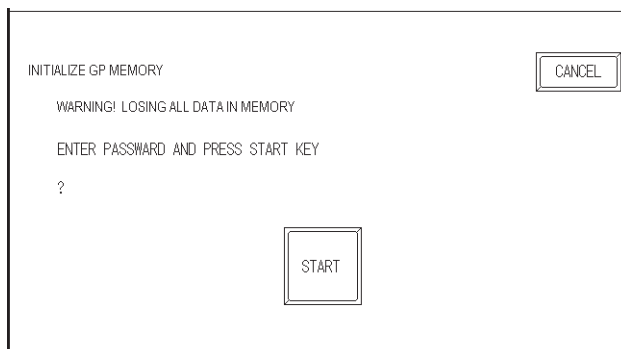 INITIALIZE GP MEMORY
CANCEL
WARNING! LOSING ALL DATA IN MEMORY
ENTER PASSWARD AND PRESS START KEY
?
START